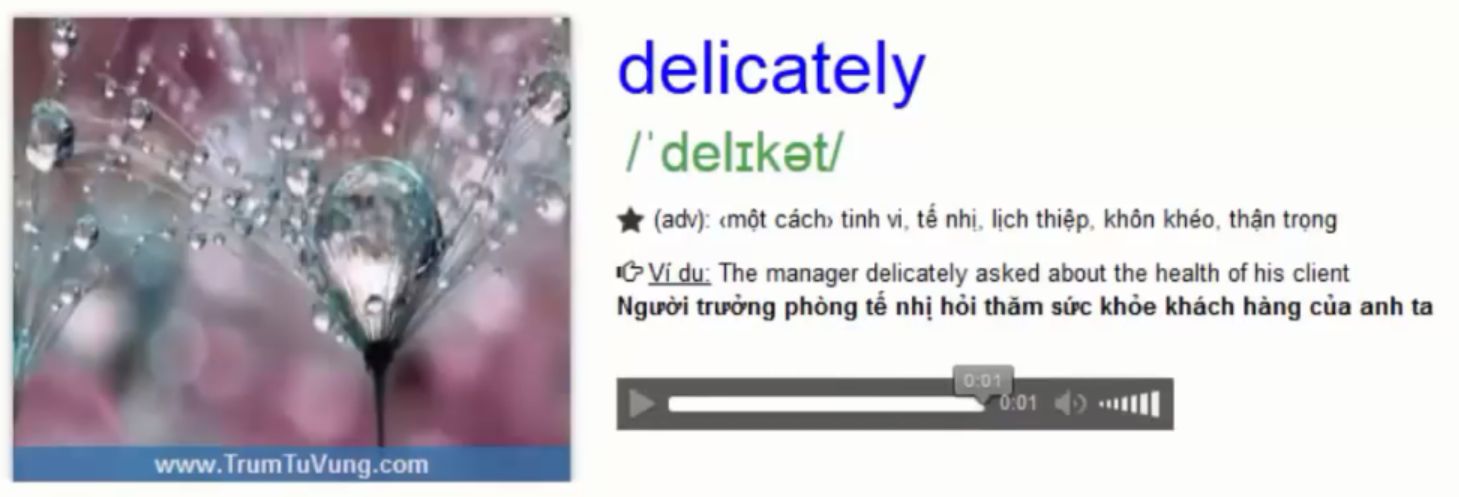 delicately
/ˈdelɪkət/
★ (adv): ‹một cách› tinh vi, tế nhị, lịch thiệp, khôn khéo, thận trọng
Ví du: The manager delicately asked about the health of his client
Người trưởng phòng tế nhị hỏi thăm sức khỏe khách hàng của anh ta
0:01
0:01
www.TrumTuVung.com